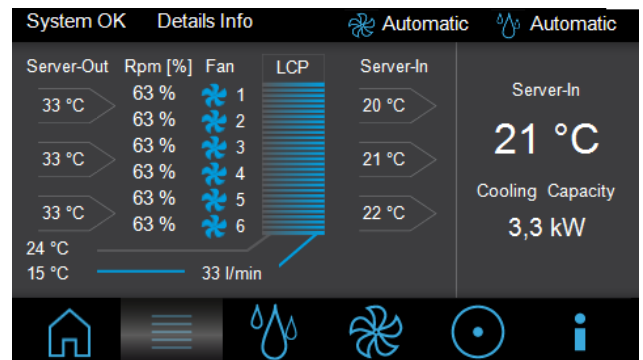 System OK Details Info Automatic Automatic
Server-Out Rpm [%] Fan LCP Server-In
33 °C 63 % 1 20 °C
63 % 2
33 °C 63 % 3 21 °C
63 % 4
33 °C 63 % 5 22 °C
63 % 6
24 °C
15 °C 33 l/min
Server-In
21 °C
Cooling Capacity
3,3 kW
i